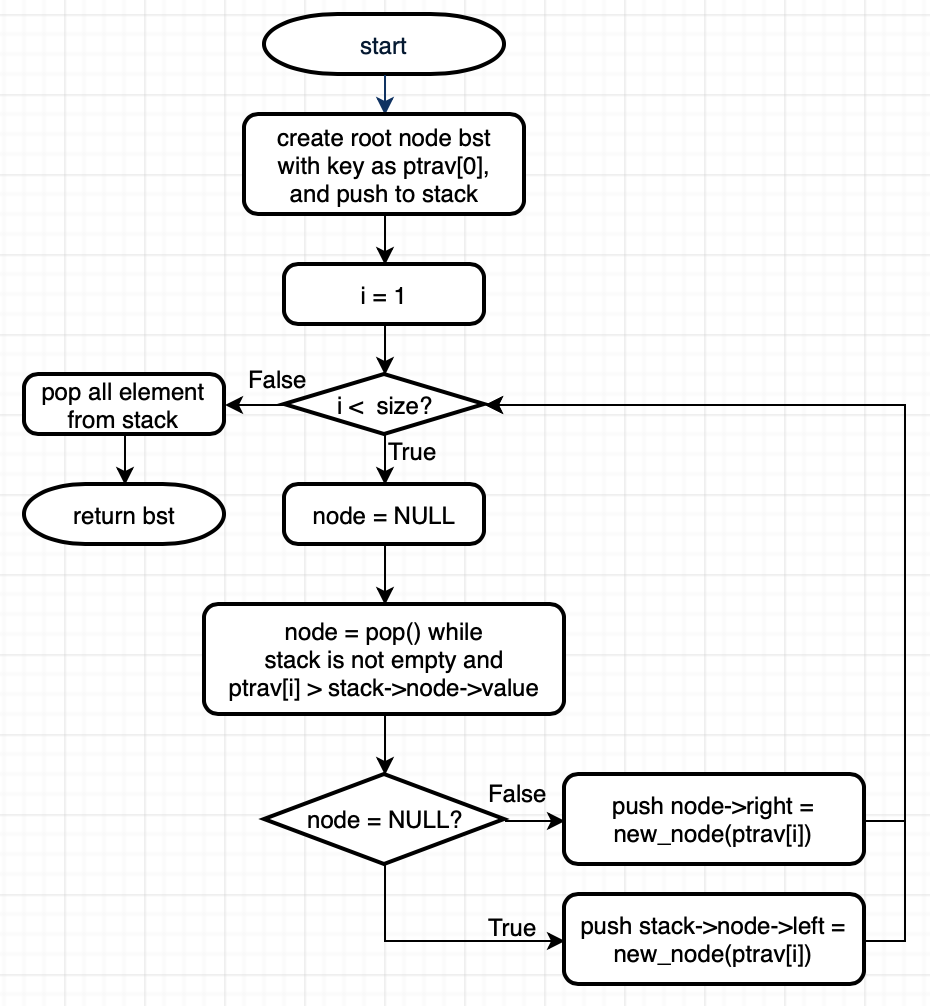 start
create root node bst
with key as ptrav[0],
and push to stack
i = 1
False
pop all element
from stack
i <  size?
True
return bst
node = NULL
node = pop() while
stack is not empty and
ptrav[i] > stack->node->value
False
node = NULL?
push node->right =
new_node(ptrav[i])
True
push stack->node->left =
new_node(ptrav[i])